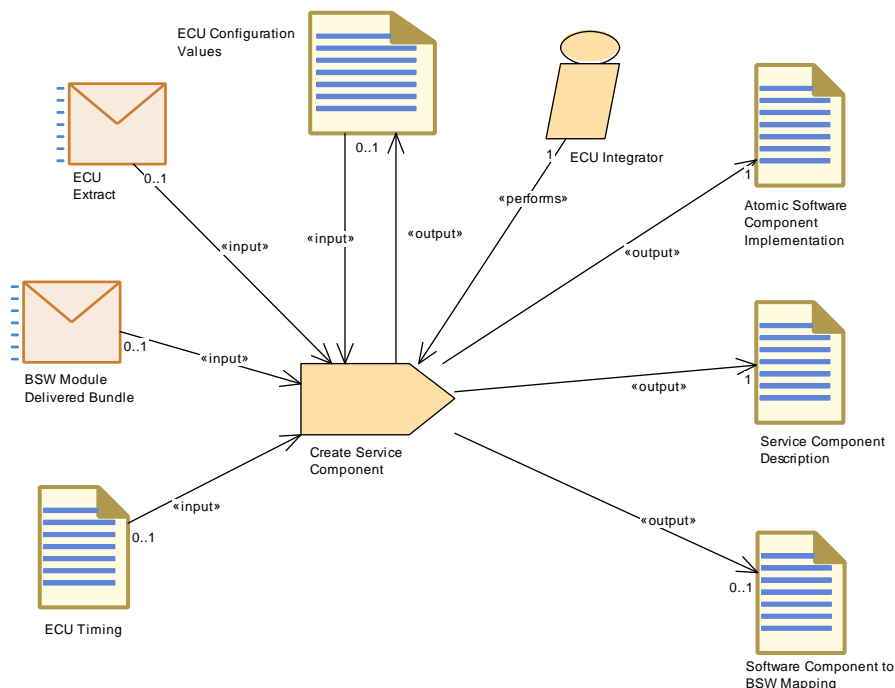 ECU Configuration
Values
0..1
ECU Integrator
1
ECU
Extract
0..1
Atomic Software
Component
Implementation
1
«performs»
«input»
«input»
«output»
«output»
BSW Module
Delivered Bundle
0..1
«input»
«output»
1
Service Component
Description
Create Service
Component
«input»
0..1
ECU Timing
«output»
0..1
Software Component to
BSW Mapping